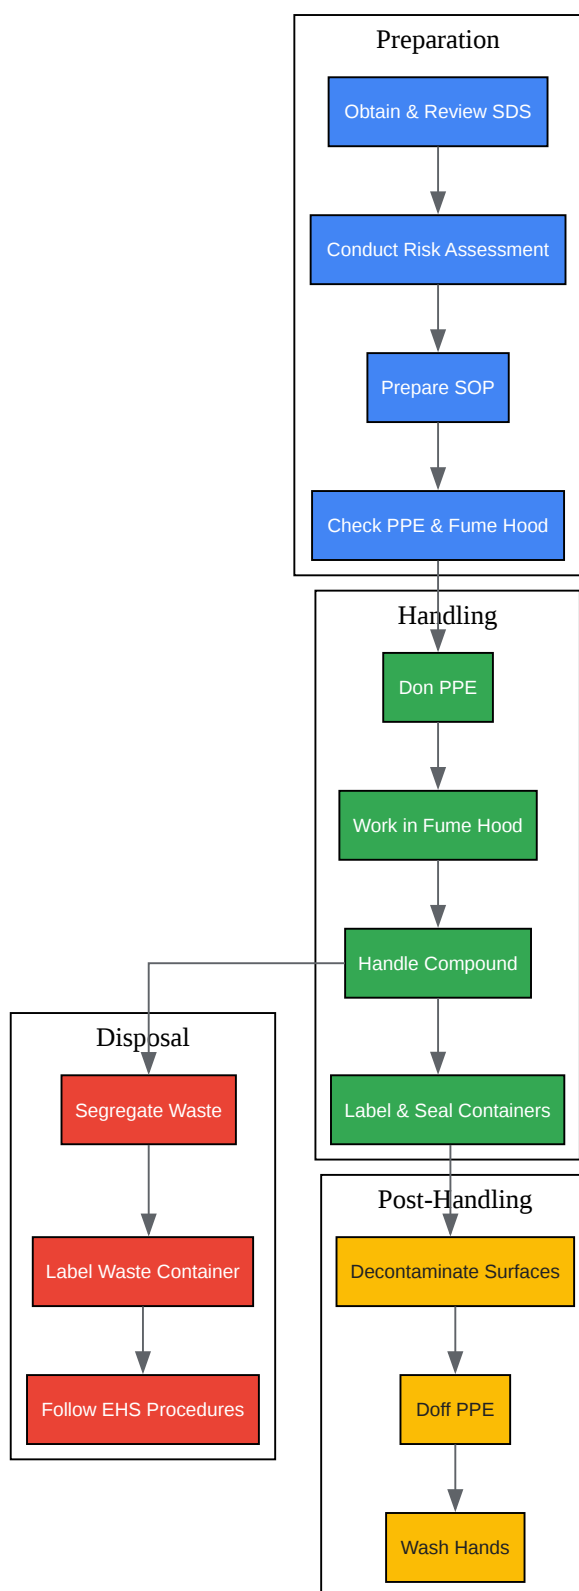 Preparation
Obtain & Review SDS
Conduct Risk Assessment
Prepare SOP
Check PPE & Fume Hood
Handling
Don PPE
Work in Fume Hood
Handle Compound
Label & Seal Containers
Disposal
Segregate Waste
Label Waste Container
Follow EHS Procedures
Post-Handling
Decontaminate Surfaces
Doff PPE
Wash Hands